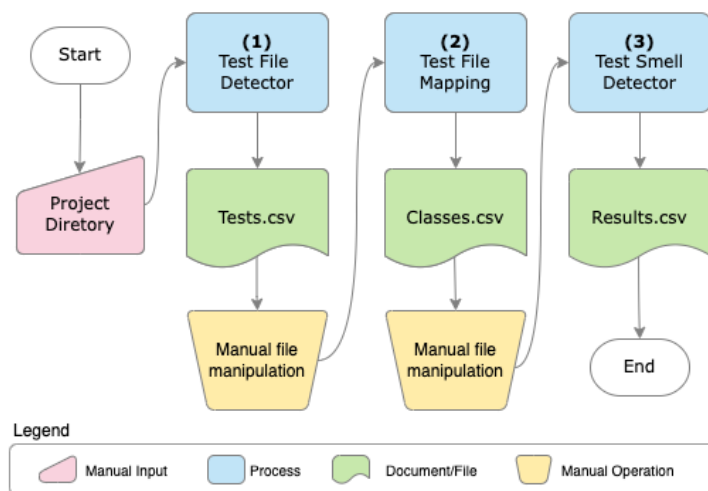 Start
Project
Diretory
(1)
Test File
Detector
Tests.csv
Manual file
manipulation
(2)
Test File
Mapping
Classes.csv
Manual file
manipulation
(3)
Test Smell
Detector
Results.csv
End
Legend
Manual Input
Process
Document/File
Manual Operation